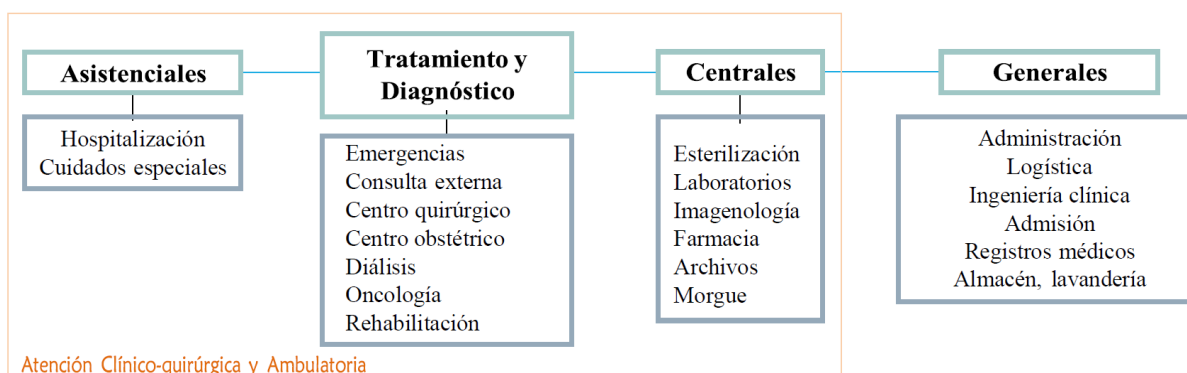 Asistenciales
Hospitalización
Cuidados especiales
Tratamiento y
Diagnóstico
Emergencias
Consulta externa
Centro quirúrgico
Centro obstétrico
Diálisis
Oncología
Rehabilitación
Centrales
Esterilización
Laboratorios
Imagenología
Farmacia
Archivos
Morgue
Generales
Administración
Logística
Ingeniería clínica
Admisión
Registros médicos
Almacén, lavandería
Atención Clínico-quirúrgica y Ambulatoria